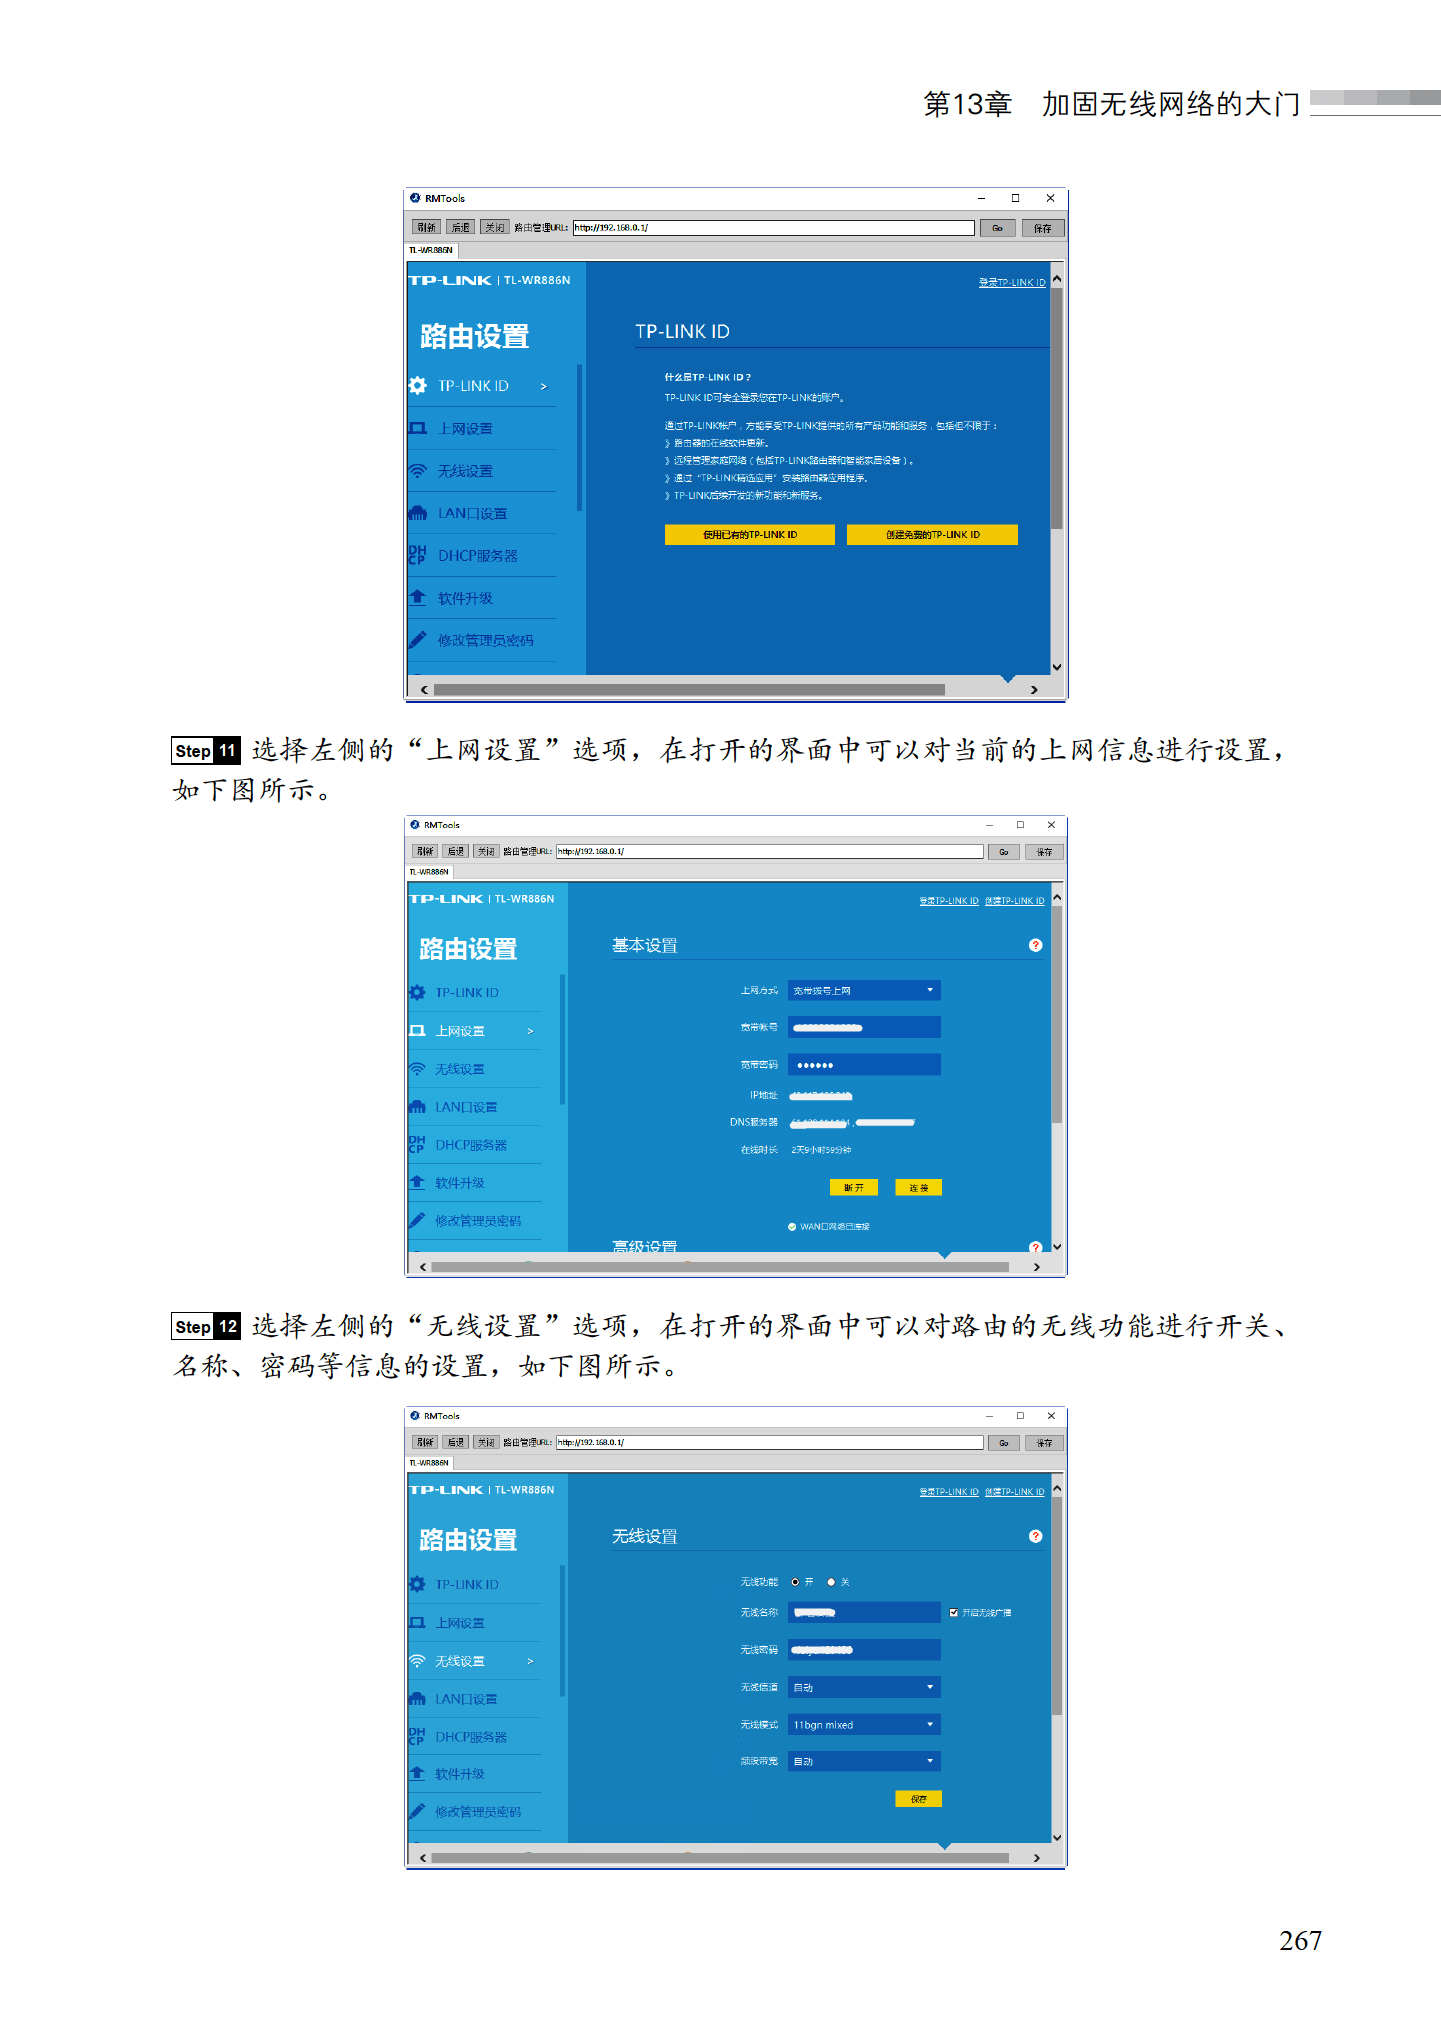 第13章 加固无线网络的大门
RMTools
刷新 后退 关闭 路由管理URL: http://192.168.0.1/ Go 保存
TL-WR886N
TP-LINK | TL-WR886N
登录TP-LINK ID
路由设置
TP-LINK ID
TP-LINK ID >
上网设置
无线设置
LAN口设置
DHCP DHCP服务器
软件升级
修改管理员密码
什么是TP-LINK ID？
TP-LINK ID可安全登录您在TP-LINK的账户。
通过TP-LINK帐户，方能享受TP-LINK提供的所有产品功能和服务，包括但不限于：
》路由器的在线软件更新。
》远程管理家庭网络（包括TP-LINK路由器和智能家居设备）。
》通过“TP-LINK精选应用”安装路由器应用程序。
》TP-LINK后续开发的新功能和新服务。
使用已有的TP-LINK ID 创建免费的TP-LINK ID
Step 11 选择左侧的“上网设置”选项，在打开的界面中可以对当前的上网信息进行设置，
如下图所示。
RMTools
刷新 后退 关闭 路由管理URL: http://192.168.0.1/ Go 保存
TL-WR886N
TP-LINK | TL-WR886N
登录TP-LINK ID 创建TP-LINK ID
路由设置
TP-LINK ID
上网设置 >
无线设置
LAN口设置
DHCP DHCP服务器
软件升级
修改管理员密码
基本设置 ?
上网方式 宽带拨号上网
宽带帐号
宽带密码 ••••••
IP地址
DNS服务器
在线时长 2天9小时59分钟
断开 连接
WAN口网络已连接
高级设置 ?
Step 12 选择左侧的“无线设置”选项，在打开的界面中可以对路由的无线功能进行开关、
名称、密码等信息的设置，如下图所示。
RMTools
刷新 后退 关闭 路由管理URL: http://192.168.0.1/ Go 保存
TL-WR886N
TP-LINK | TL-WR886N
登录TP-LINK ID 创建TP-LINK ID
路由设置
TP-LINK ID
上网设置
无线设置 >
LAN口设置
DHCP DHCP服务器
软件升级
修改管理员密码
无线设置 ?
无线功能 开 关
无线名称 开启无线广播
无线密码
无线信道 自动
无线模式 11bgn mixed
频段带宽 自动
保存
267